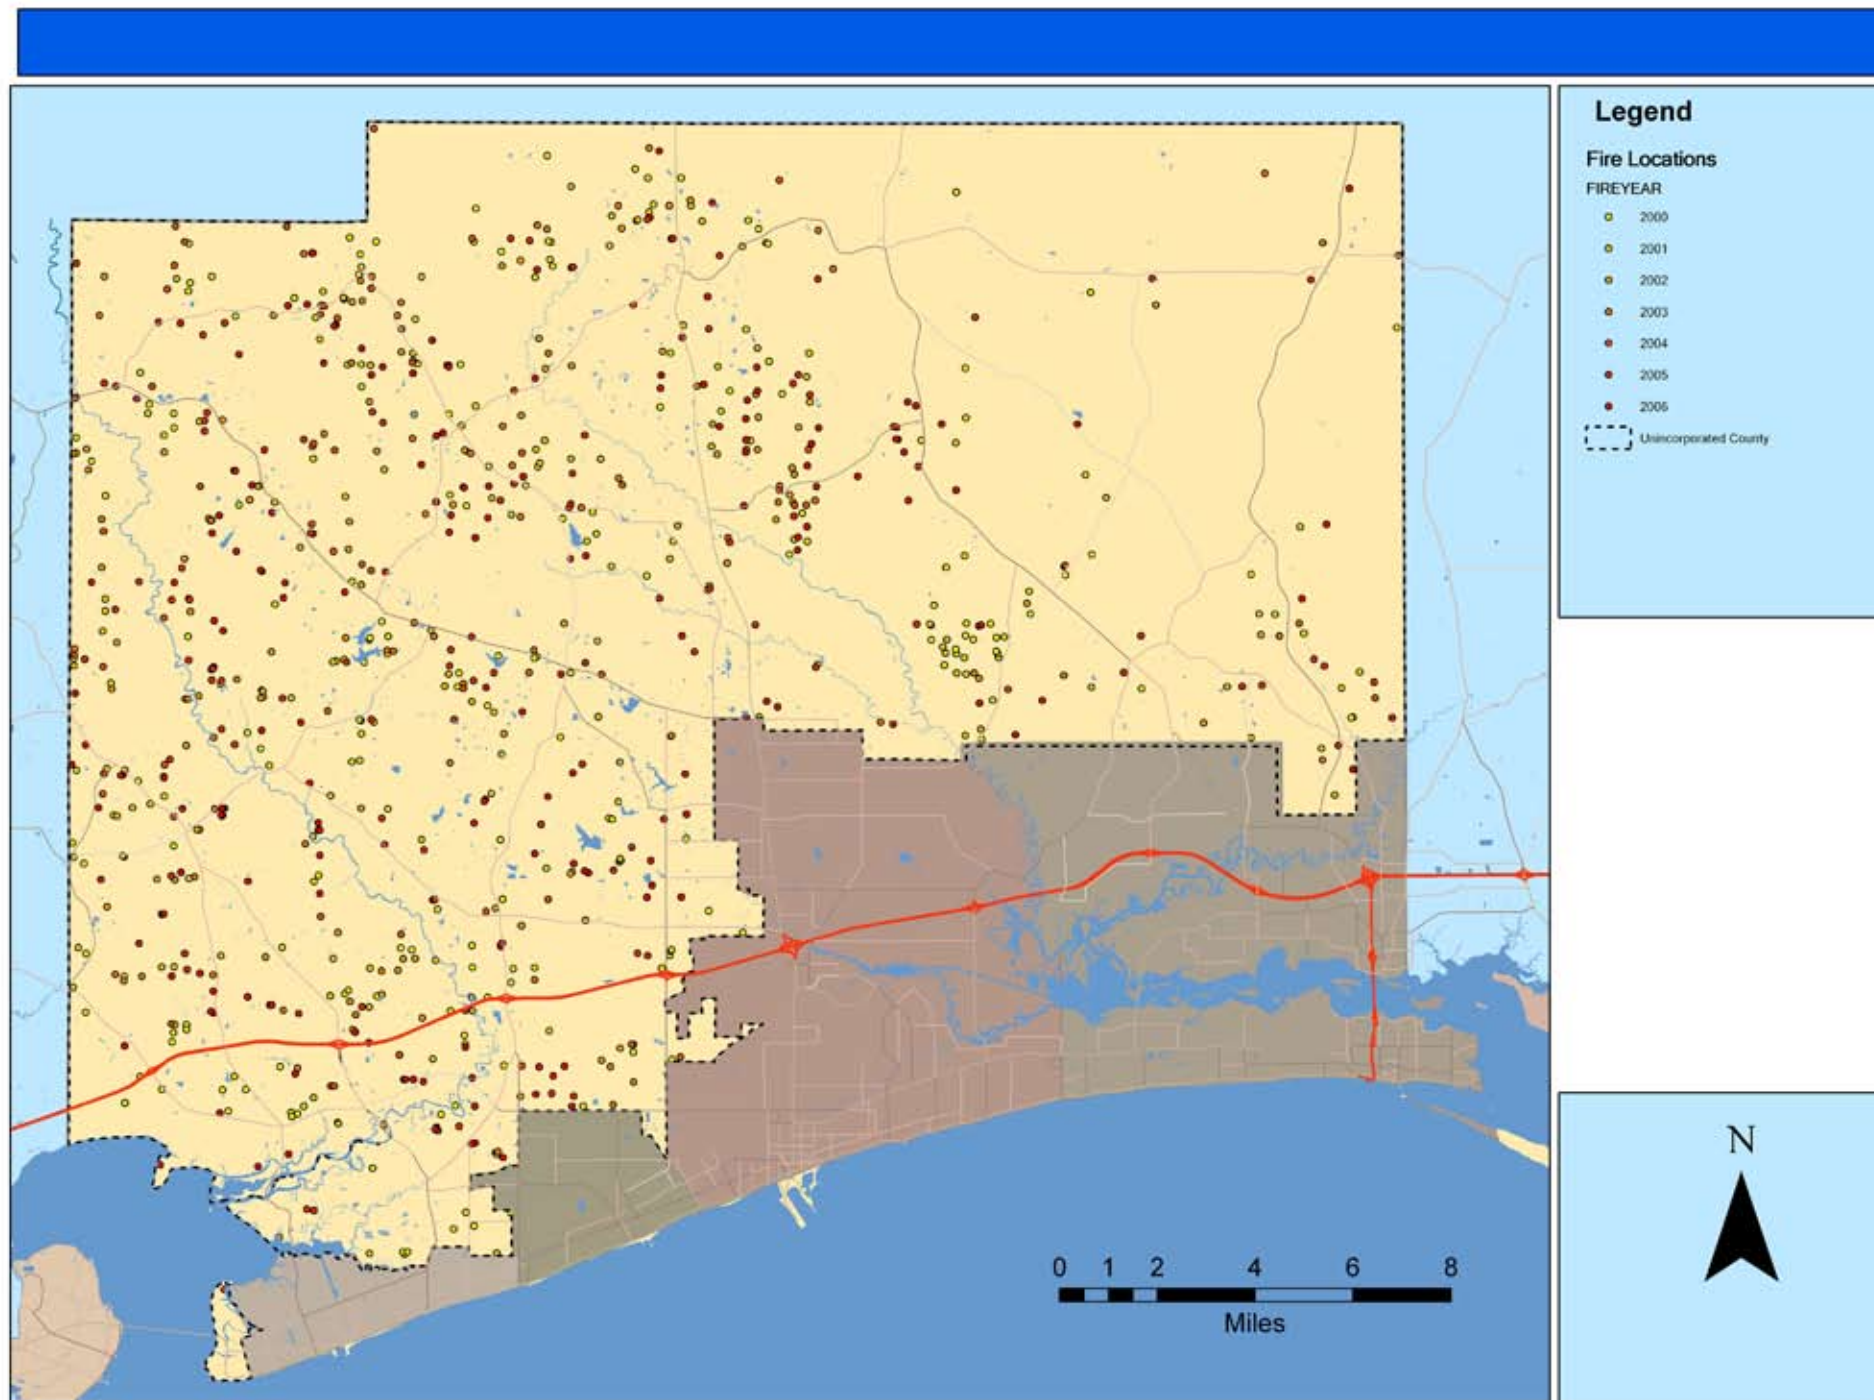 Legend
Fire Locations
FIREYEAR
2000
2001
2002
2003
2004
2005
2006
Unincorporated County
N
0 1 2 4 6 8
Miles